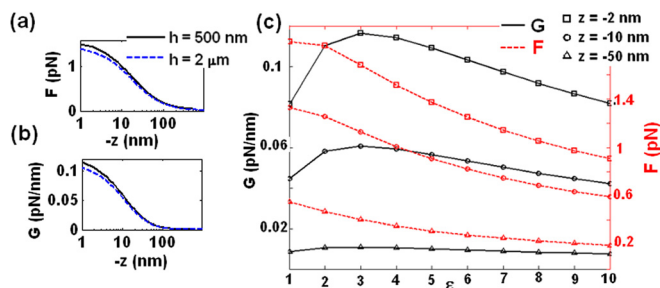 (a)
h = 500 nm
h = 2 μm
F (pN)
1
0
1
10
100
-z (nm)
(b)
G (pN/nm)
0.1
0.05
0
1
10
100
-z (nm)
(c)
G
F
z = -2 nm
z = -10 nm
z = -50 nm
G (pN/nm)
0.1
0.06
0.02
F (pN)
1.4
1
0.6
0.2
1 2 3 4 5 6 7 8 9 10
ε